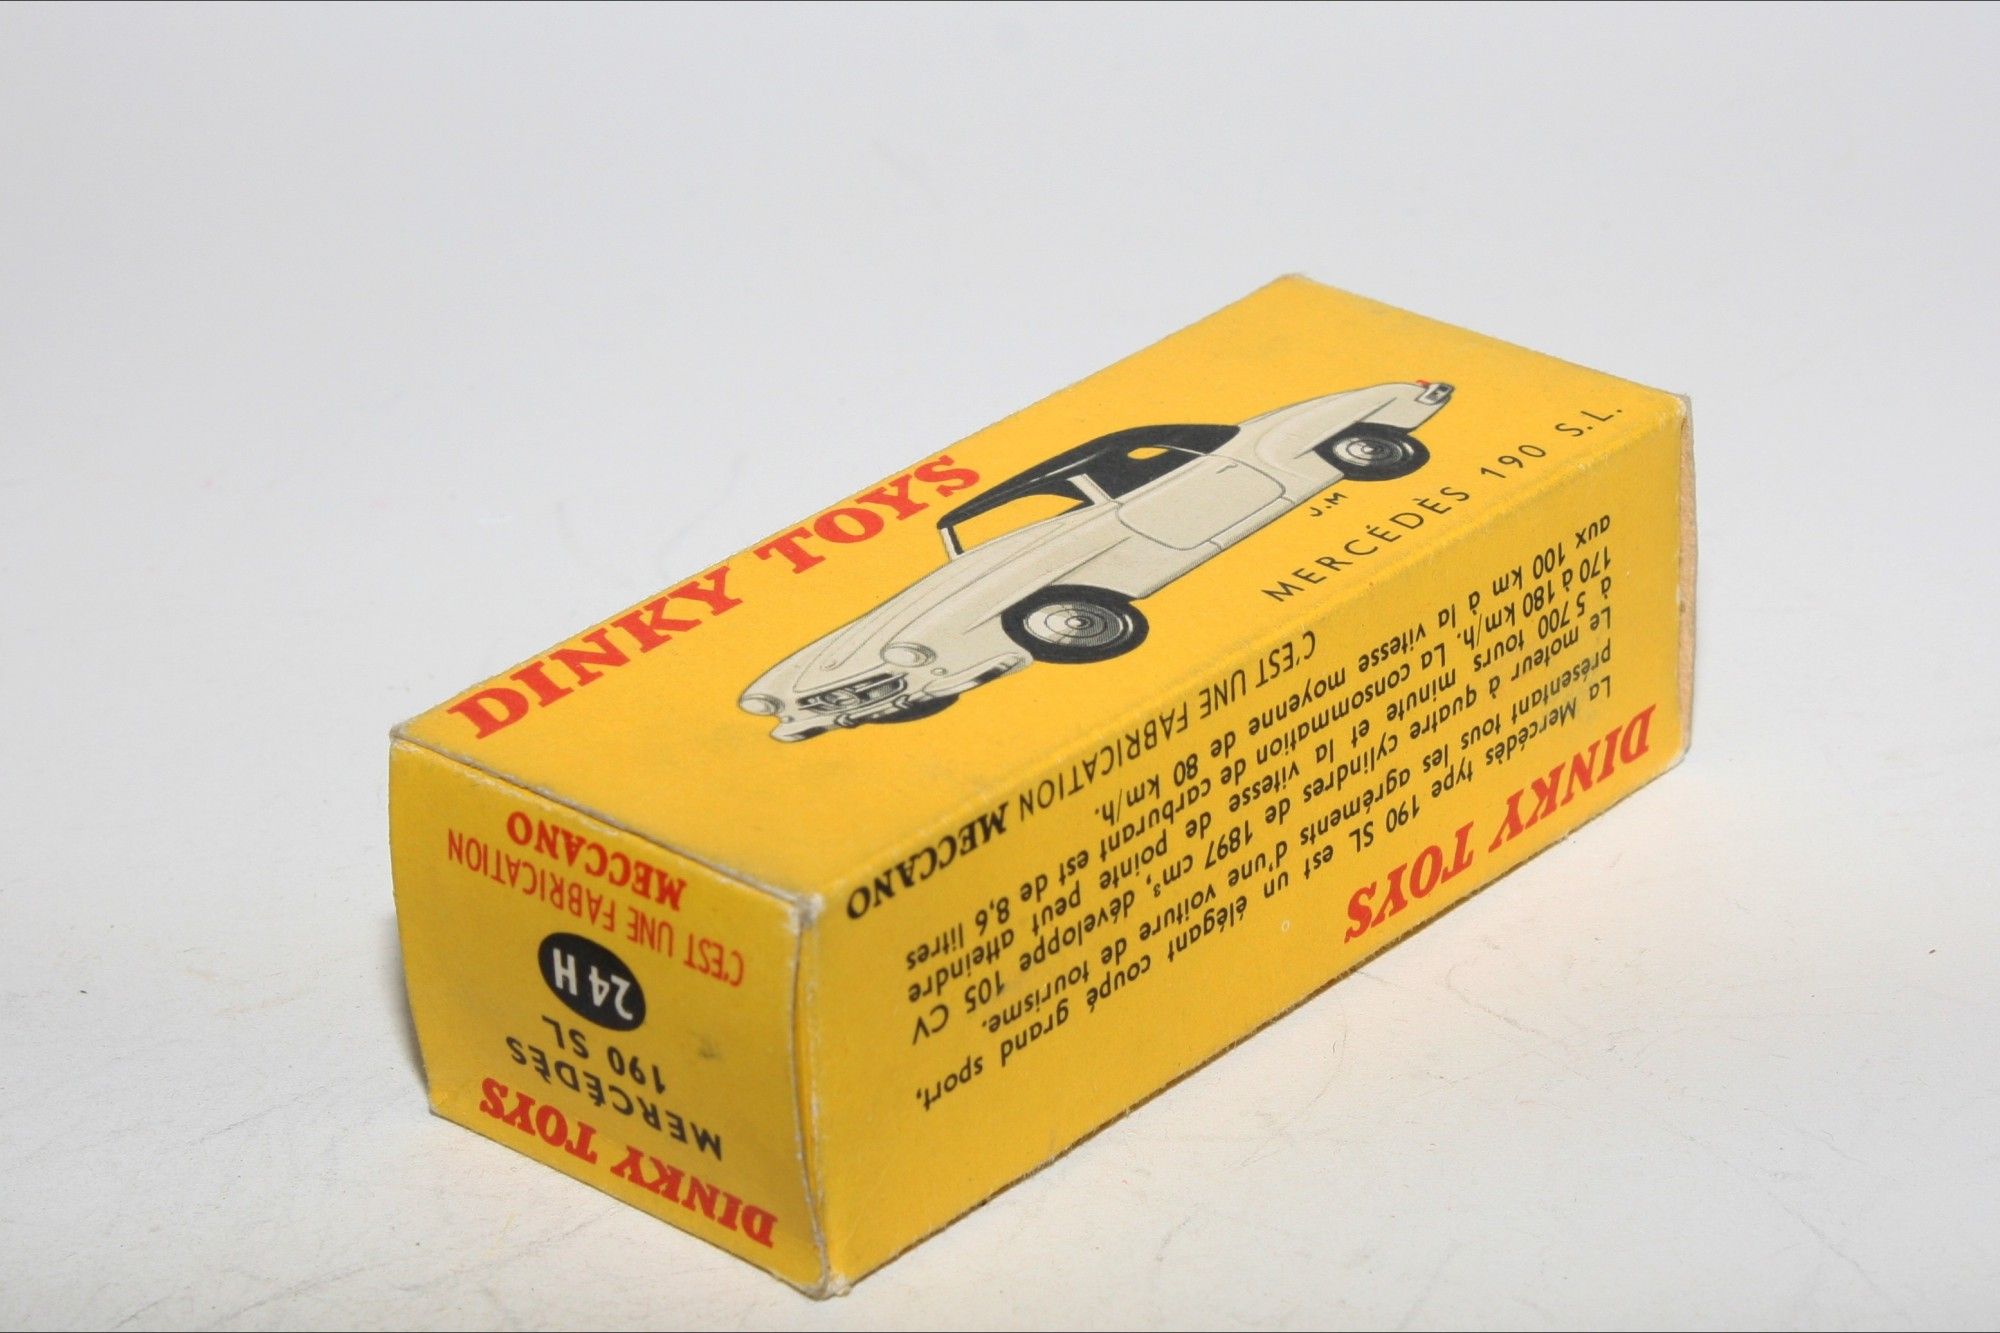 DINKY TOYS
J.M
MERCÉDÈS 190 S.L.
DINKY TOYS
La Mercédès type 190 SL est un élégant coupé grand sport,
présentant tous les agréments d'une voiture de tourisme.
Le moteur à quatre cylindres de 1897 cm³, développe 105 CV
à 5 700 tours minute et la vitesse de pointe peut atteindre
170 à 180 km/h. La consommation de carburant est de 8,6 litres
aux 100 km à la vitesse moyenne de 80 km/h.
C'EST UNE FABRICATION MECCANO
DINKY TOYS
MERCÉDÈS
190 SL
24 H
C'EST UNE FABRICATION
MECCANO